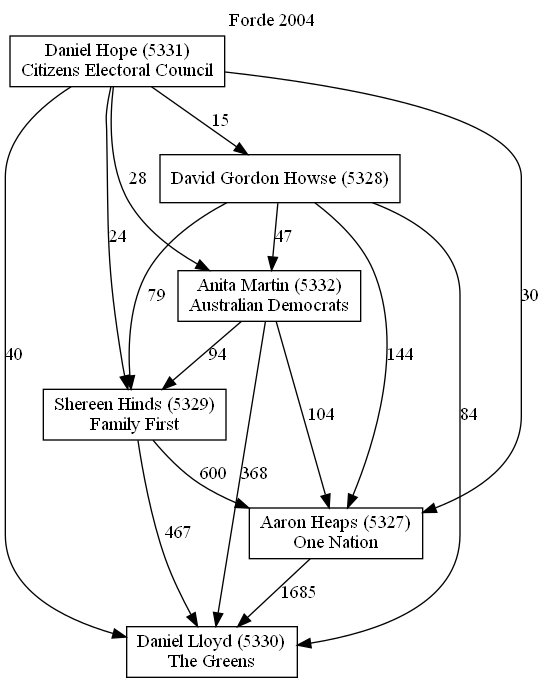 Forde 2004
Daniel Hope (5331)
Citizens Electoral Council
15
David Gordon Howse (5328)
28
24
47
79
Anita Martin (5332)
Australian Democrats
30
40
94
144
Shereen Hinds (5329)
Family First
104
84
600
368
Aaron Heaps (5327)
One Nation
467
1685
Daniel Lloyd (5330)
The Greens